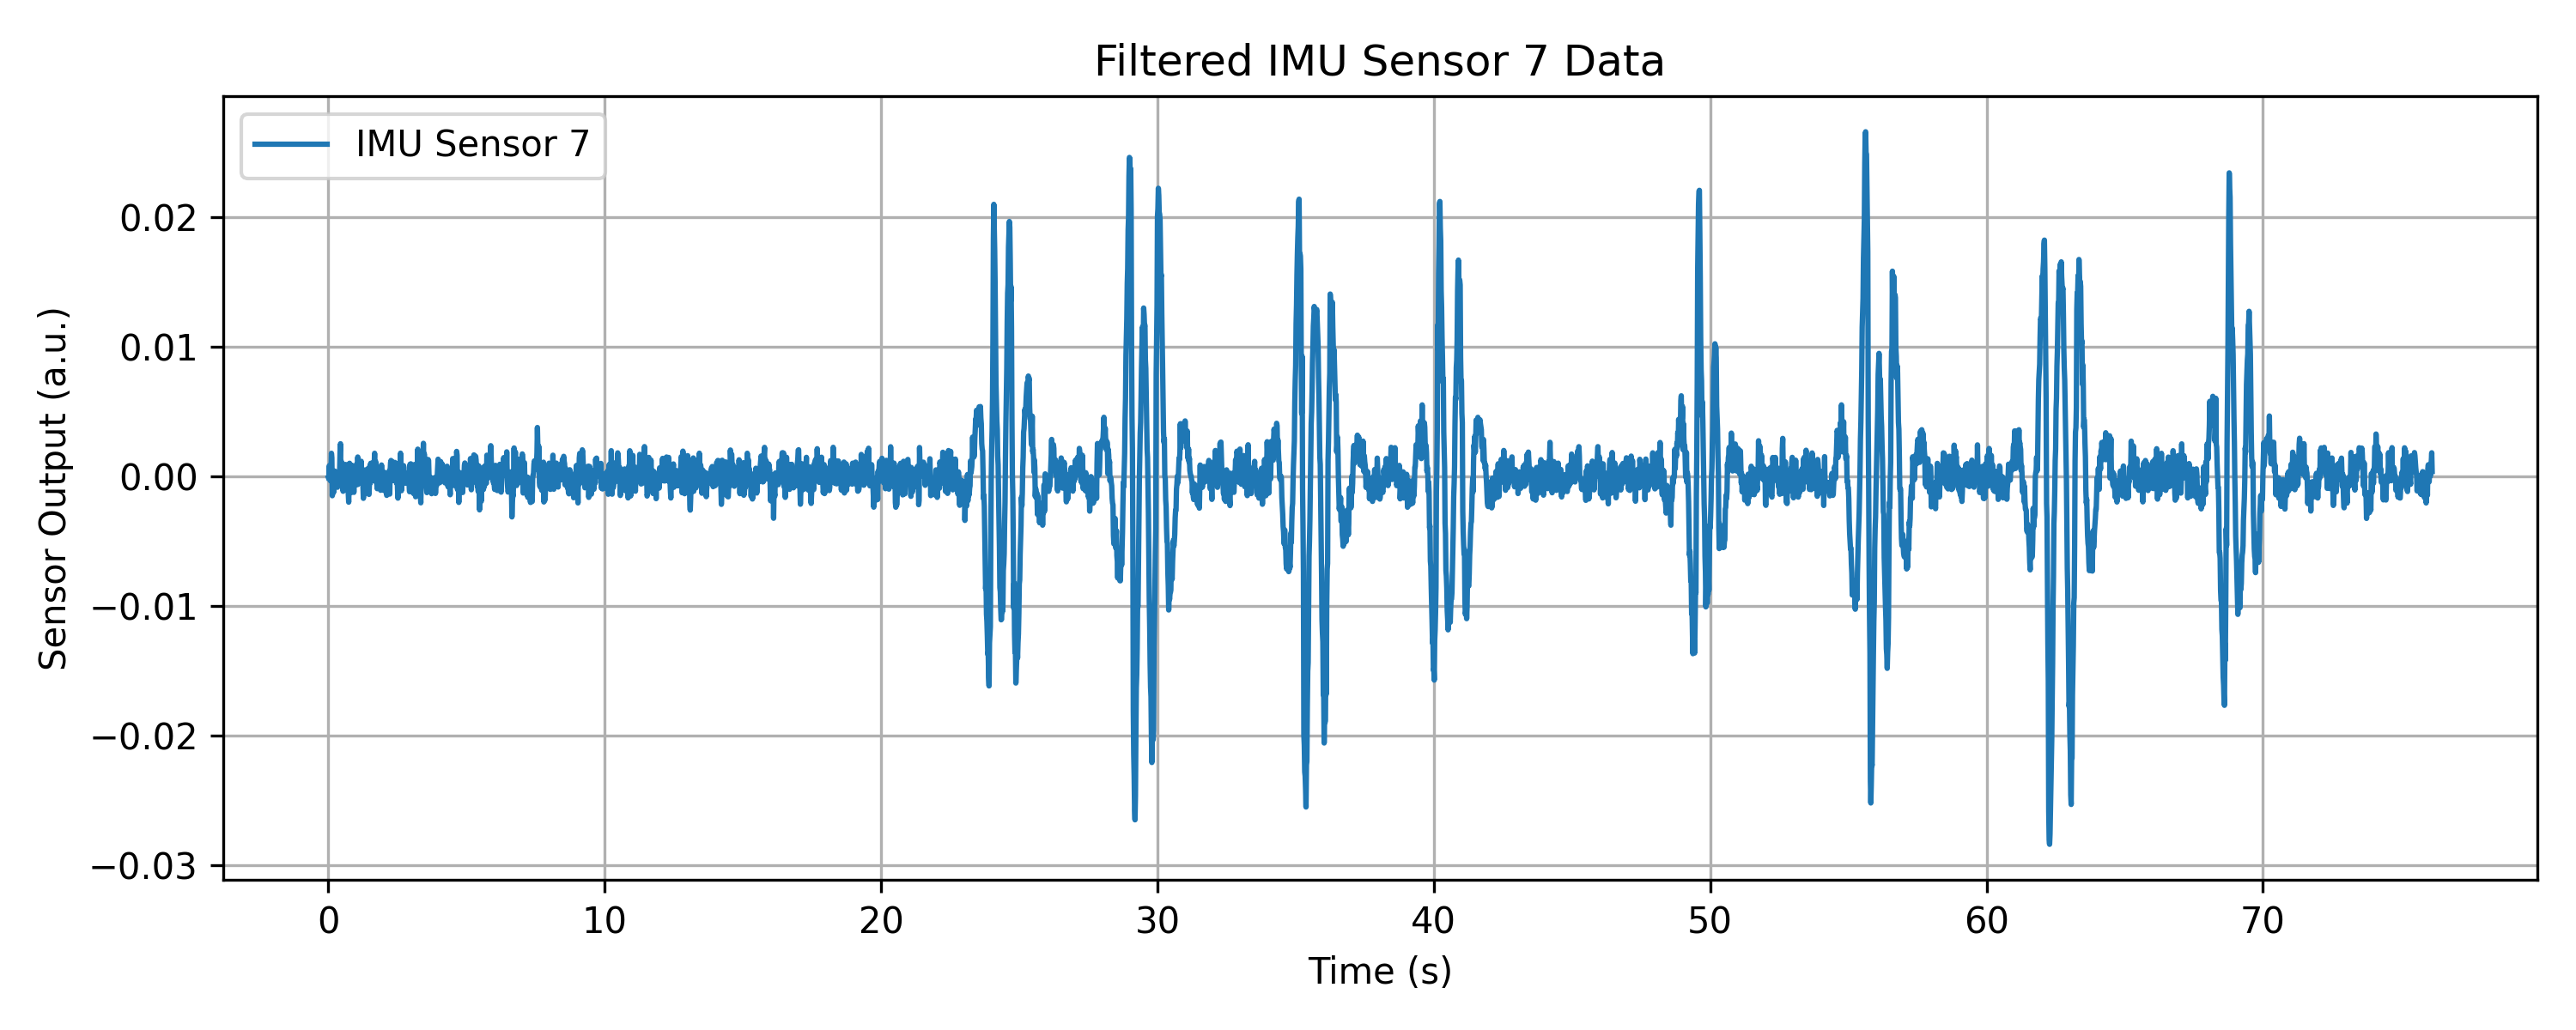 Filtered IMU Sensor 7 Data
IMU Sensor 7
Sensor Output (a.u.)
0.02
0.01
0.00
−0.01
−0.02
−0.03
0 10 20 30 40 50 60 70
Time (s)